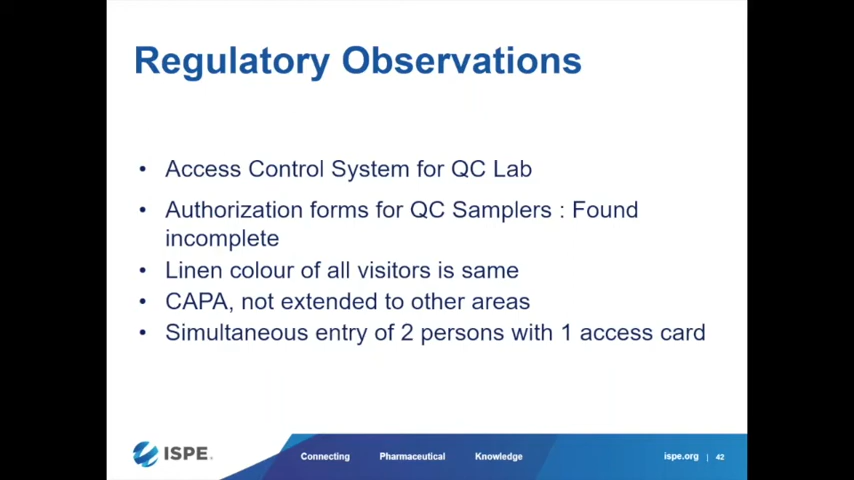 Regulatory Observations
• Access Control System for QC Lab
• Authorization forms for QC Samplers : Found
incomplete
• Linen colour of all visitors is same
• CAPA, not extended to other areas
• Simultaneous entry of 2 persons with 1 access card
ISPE.
Connecting Pharmaceutical Knowledge
ispe.org | 42